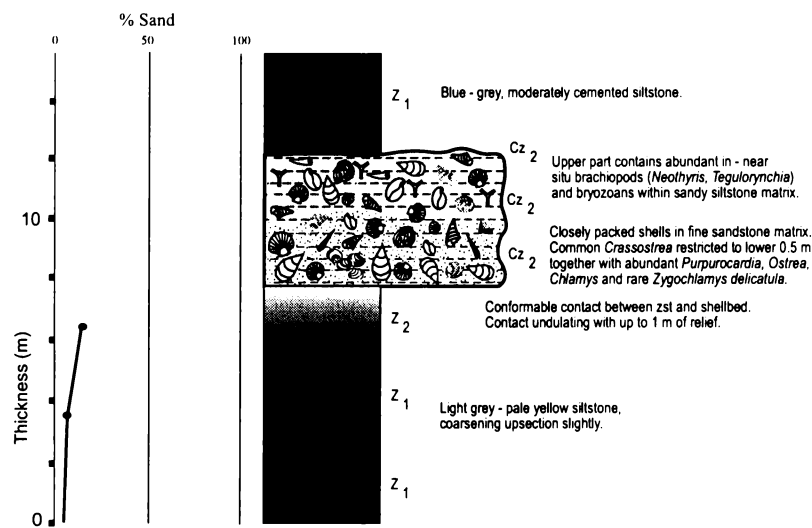 % Sand
0 50 100
Z 1
Blue - grey, moderately cemented siltstone.
Cz 2
Upper part contains abundant in - near
situ brachiopods (Neothyris, Tegulorynchia)
and bryozoans within sandy siltstone matrix.
Cz 2
10
Closely packed shells in fine sandstone matrix.
Common Crassostrea restricted to lower 0.5 m
together with abundant Purpurocardia, Ostrea,
Chlamys and rare Zygochlamys delicatula.
Cz 2
Conformable contact between zst and shellbed.
Contact undulating with up to 1 m of relief.
Z 2
Thickness (m)
Z 1
Light grey - pale yellow siltstone,
coarsening upsection slightly.
Z 1
0